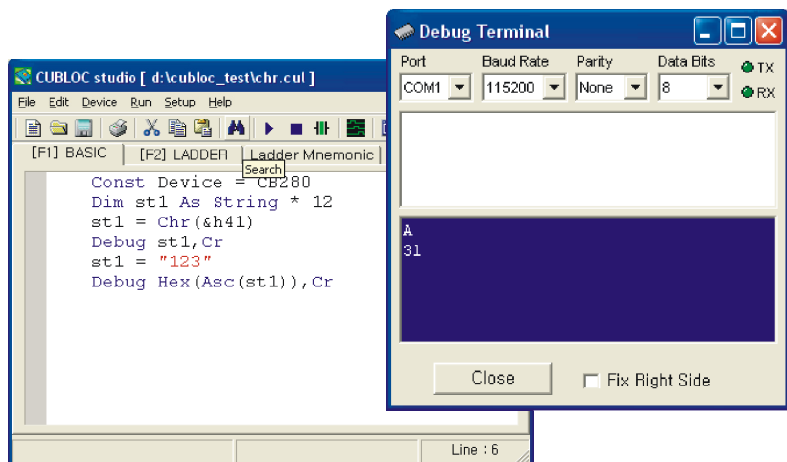 CUBLOC studio [ d:\cubloc_test\chr.cul ]
File Edit Device Run Setup Help
[F1] BASIC [F2] LADDER Ladder Mnemonic
Search
Const Device = CB280
Dim st1 As String * 12
st1 = Chr(&h41)
Debug st1,Cr
st1 = "123"
Debug Hex(Asc(st1)),Cr
Line : 6
Debug Terminal
Port Baud Rate Parity Data Bits TX
COM1 115200 None 8 RX
A
31
Close Fix Right Side